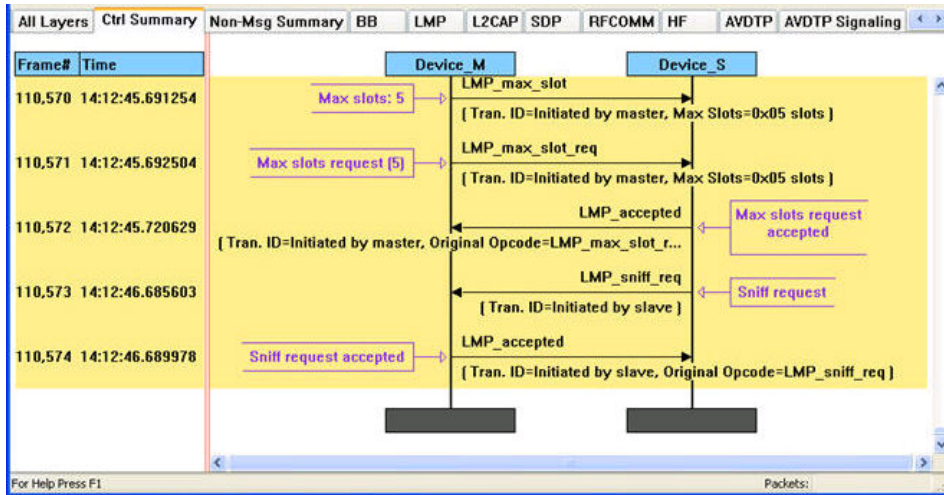 All Layers Ctrl Summary Non-Msg Summary BB LMP L2CAP SDP RFCOMM HF AVDTP AVDTP Signaling
Frame# Time Device_M Device_S
LMP_max_slot
110,570 14:12:45.691254 Max slots: 5
( Tran. ID=Initiated by master, Max Slots=0x05 slots )
LMP_max_slot_req
110,571 14:12:45.692504 Max slots request (5)
( Tran. ID=Initiated by master, Max Slots=0x05 slots )
LMP_accepted Max slots request
110,572 14:12:45.720629 accepted
( Tran. ID=Initiated by master, Original Opcode=LMP_max_slot_r...
LMP_sniff_req
110,573 14:12:46.685603 Sniff request
( Tran. ID=Initiated by slave )
LMP_accepted
110,574 14:12:46.689978 Sniff request accepted
( Tran. ID=Initiated by slave, Original Opcode=LMP_sniff_req )
For Help Press F1 Packets: